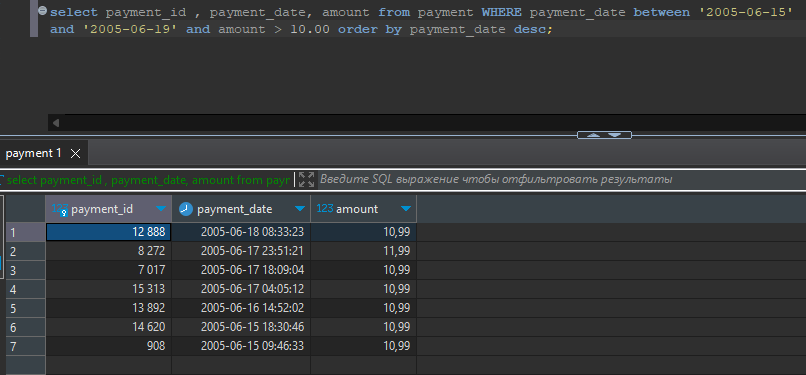 select payment_id , payment_date, amount from payment WHERE payment_date between '2005-06-15'
and '2005-06-19' and amount > 10.00 order by payment_date desc;
payment 1
select payment_id , payment_date, amount from payr Введите SQL выражение чтобы отфильтровать результаты
123 payment_id payment_date 123 amount
1 12 888 2005-06-18 08:33:23 10,99
2 8 272 2005-06-17 23:51:21 11,99
3 7 017 2005-06-17 18:09:04 10,99
4 15 313 2005-06-17 04:05:12 10,99
5 13 892 2005-06-16 14:52:02 10,99
6 14 620 2005-06-15 18:30:46 10,99
7 908 2005-06-15 09:46:33 10,99